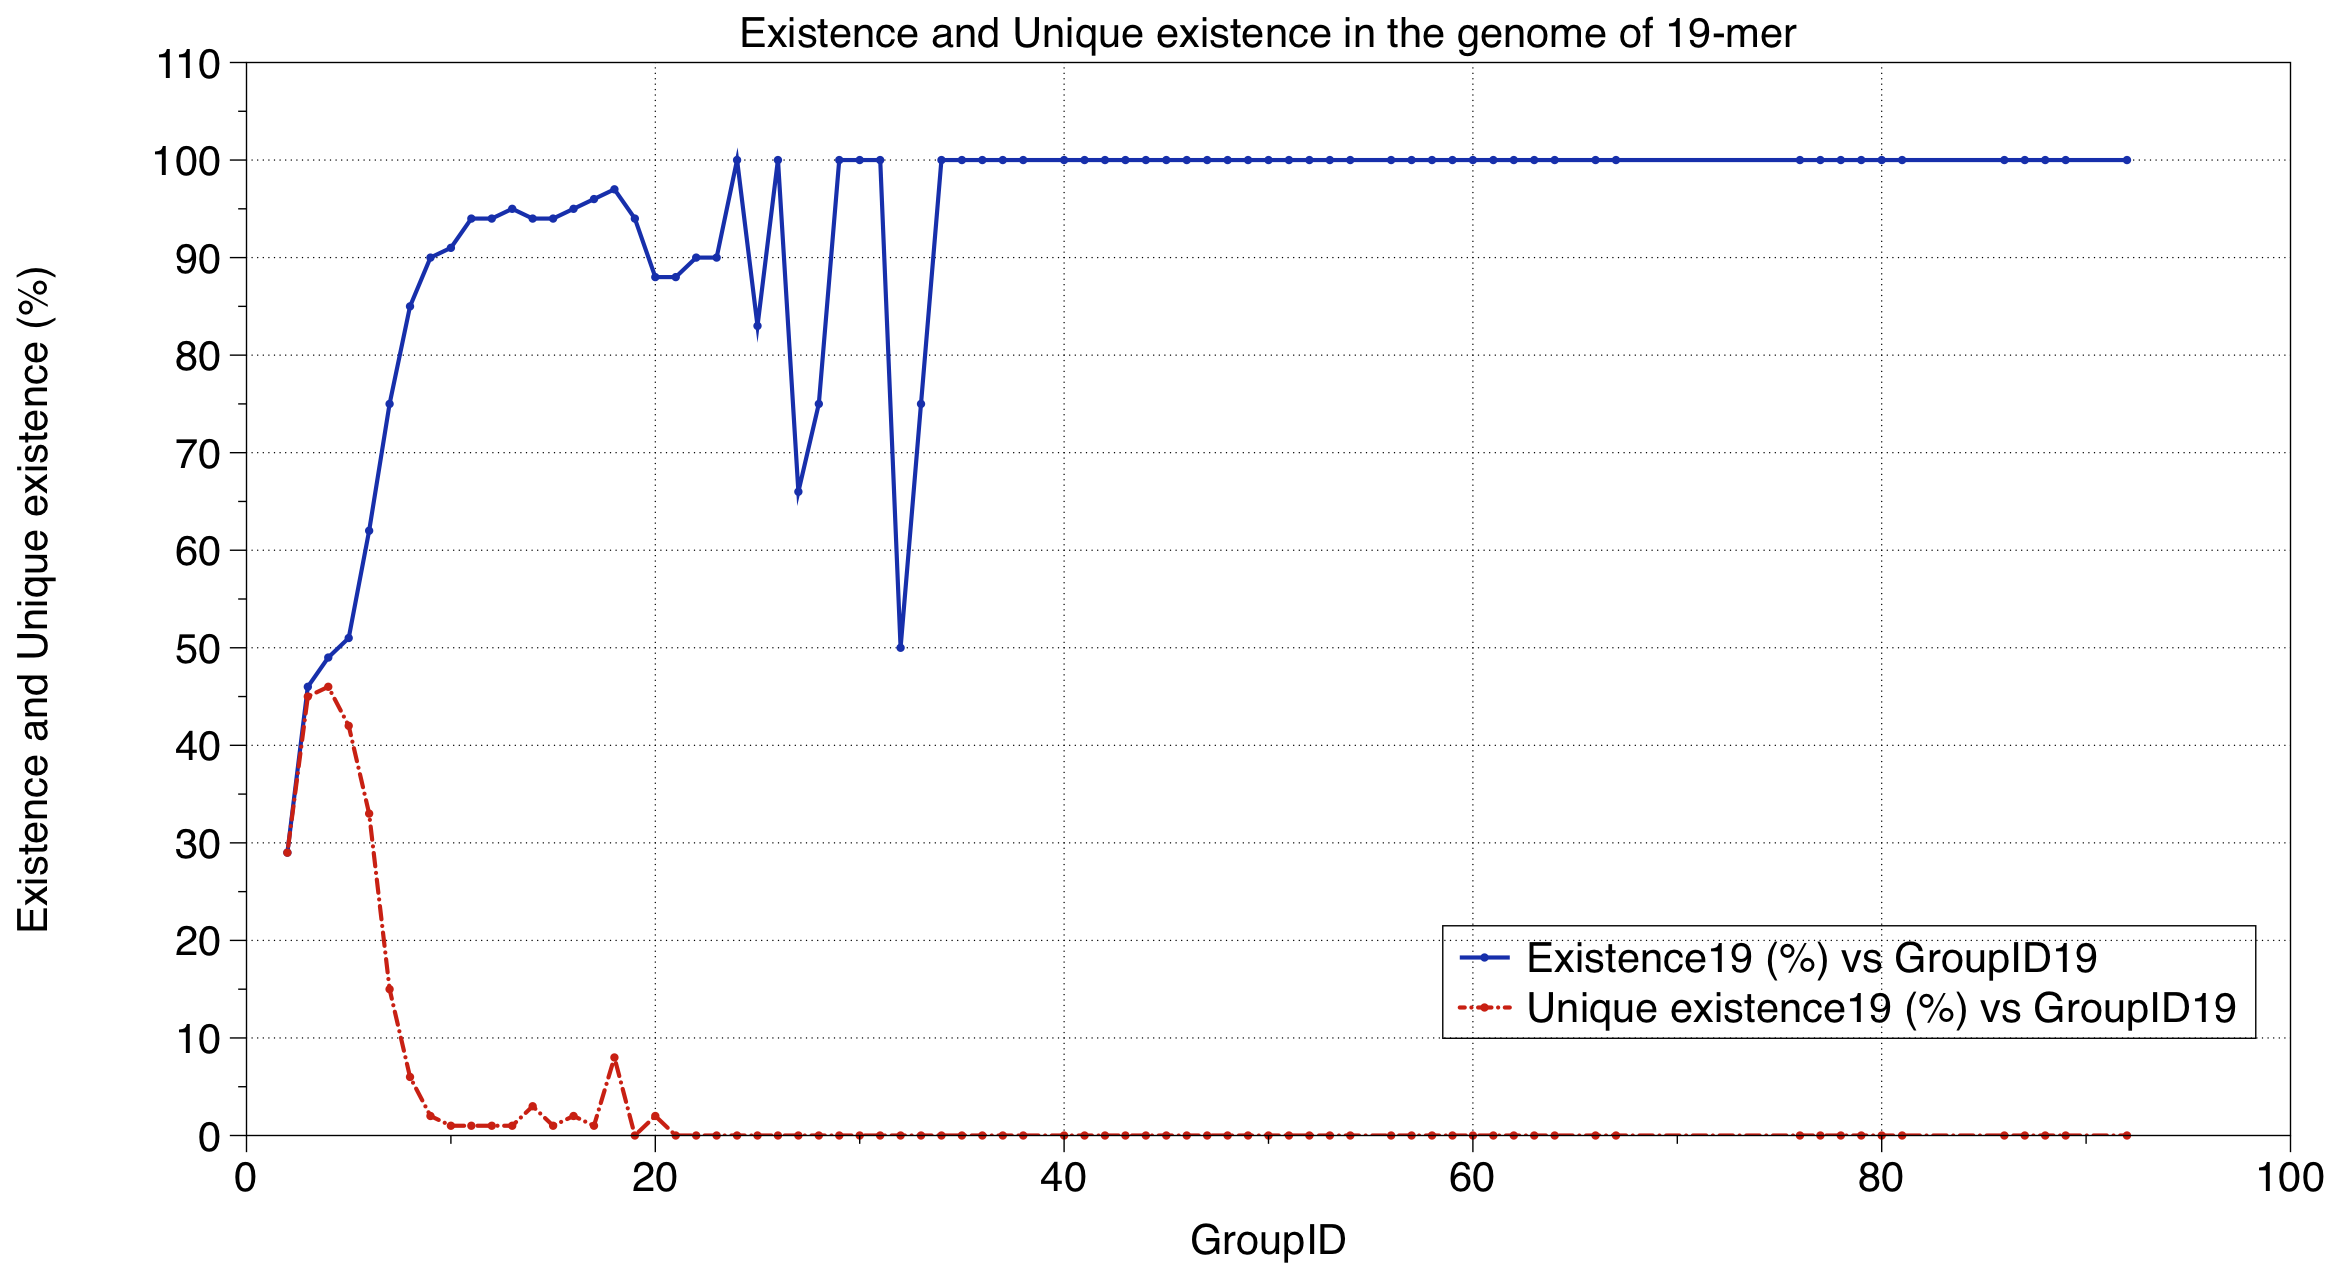 Existence and Unique existence in the genome of 19-mer
110
100
90
80
70
60
50
40
30
20
10
0
Existence and Unique existence (%)
Existence19 (%) vs GroupID19
Unique existence19 (%) vs GroupID19
0 20 40 60 80 100
GroupID